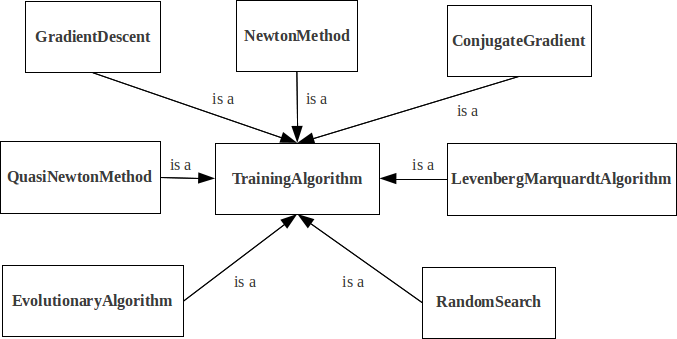 GradientDescent
NewtonMethod
ConjugateGradient
is a
is a
is a
QuasiNewtonMethod
is a
TrainingAlgorithm
is a
LevenbergMarquardtAlgorithm
EvolutionaryAlgorithm
is a
is a
RandomSearch